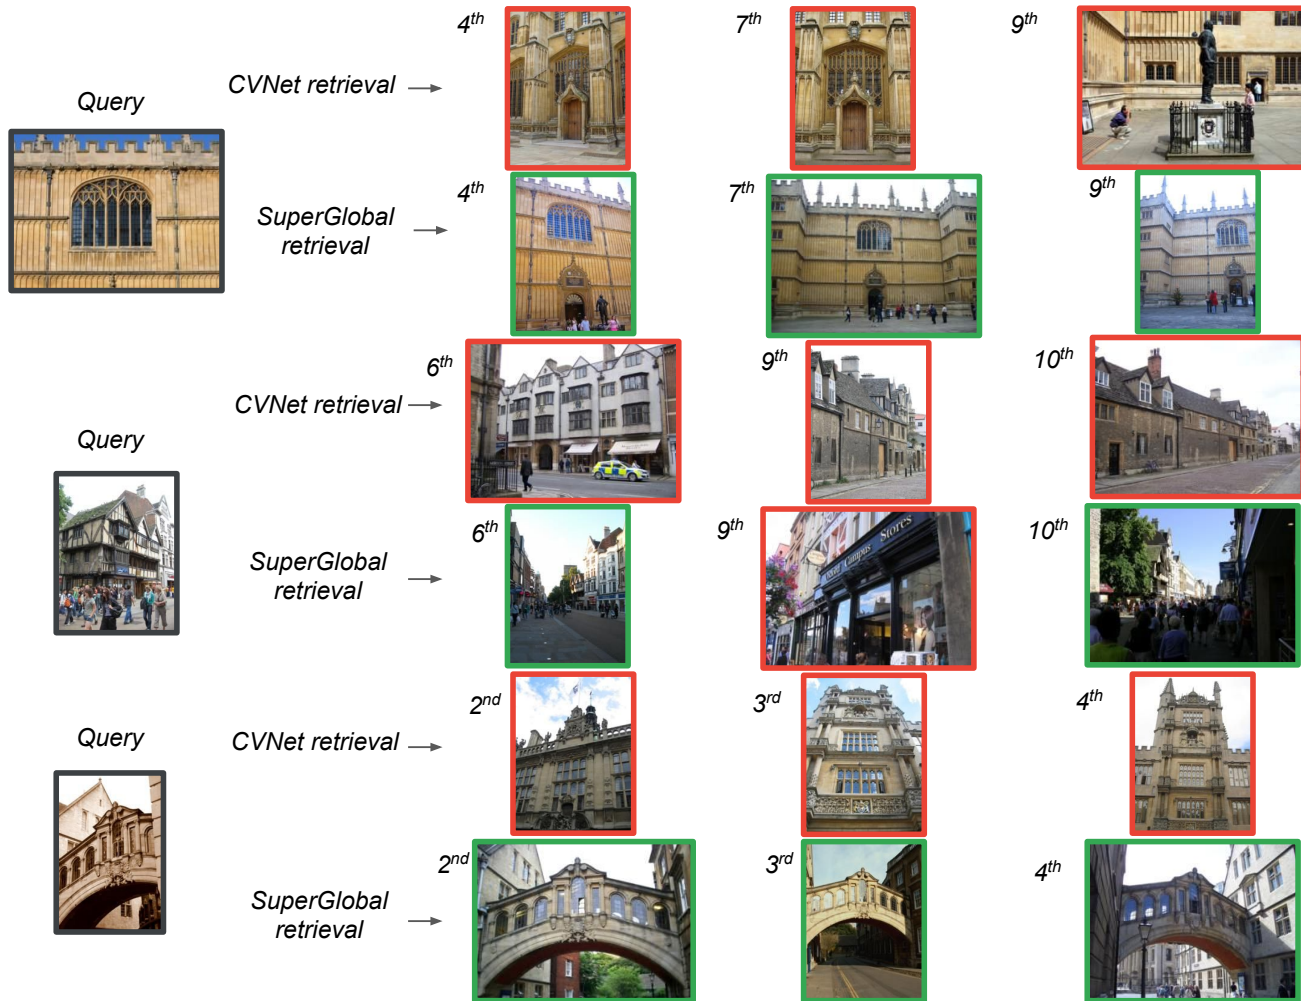 4th
7th
9th
CVNet retrieval
Query
4th
7th
9th
SuperGlobal
retrieval
6th
9th
10th
CVNet retrieval
Query
6th
9th
10th
Campus Stores
SuperGlobal
retrieval
2nd
3rd
4th
CVNet retrieval
Query
2nd
3rd
4th
SuperGlobal
retrieval